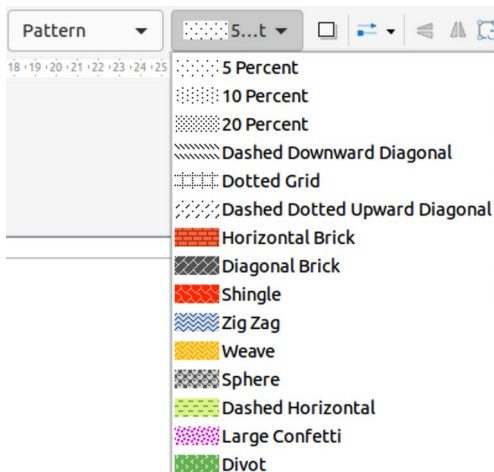 Pattern 5...t
18 19 20 21 22 23 24 25
5 Percent
10 Percent
20 Percent
Dashed Downward Diagonal
Dotted Grid
Dashed Dotted Upward Diagonal
Horizontal Brick
Diagonal Brick
Shingle
Zig Zag
Weave
Sphere
Dashed Horizontal
Large Confetti
Divot